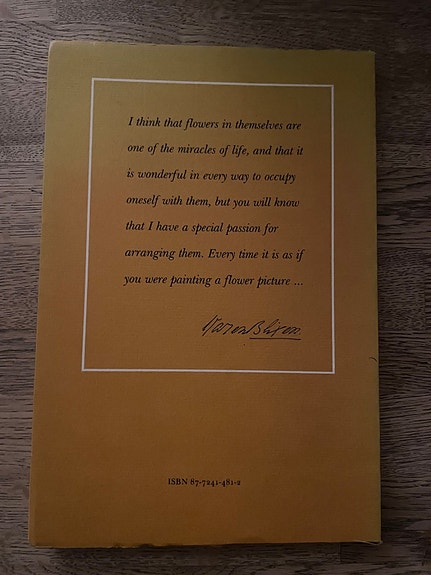 I think that flowers in themselves are
one of the miracles of life, and that it
is wonderful in every way to occupy
oneself with them, but you will know
that I have a special passion for
arranging them. Every time it is as if
you were painting a flower picture ...
Karen Blixen
ISBN 87-7241-481-2